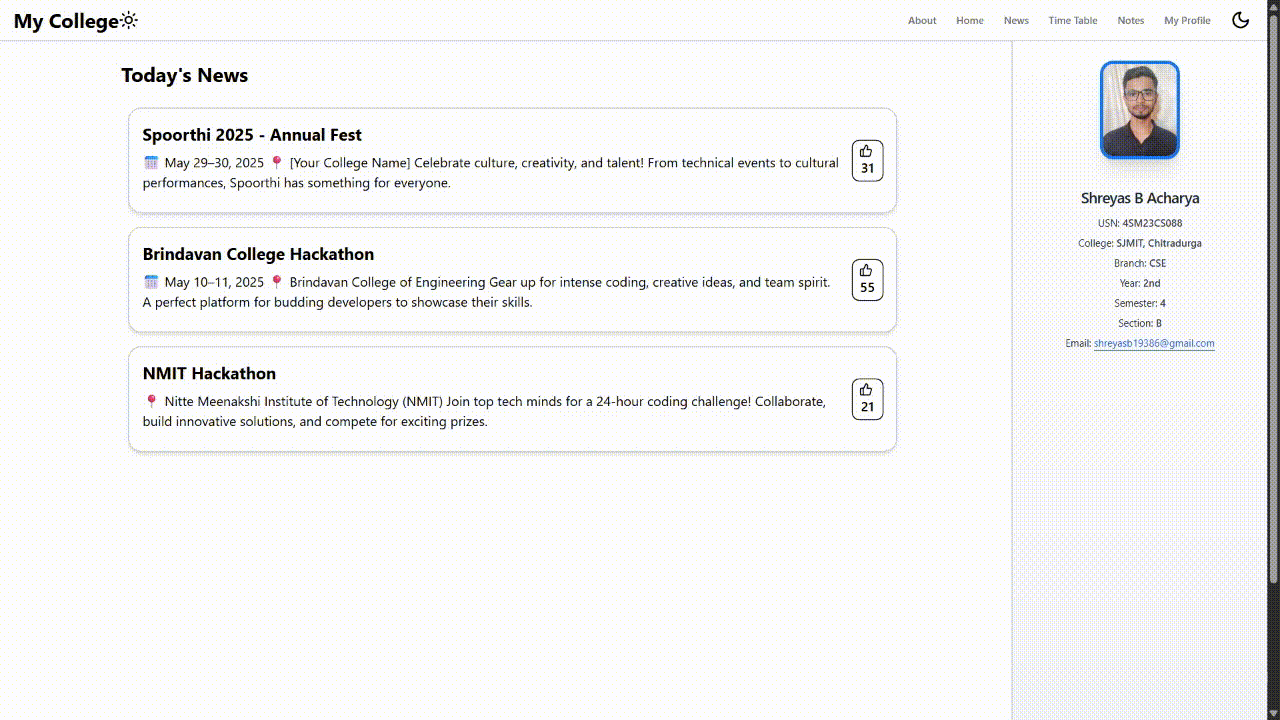 My College
About Home News Time Table Notes My Profile
Today's News
Spoorthi 2025 - Annual Fest
May 29–30, 2025 [Your College Name] Celebrate culture, creativity, and talent! From technical events to cultural
performances, Spoorthi has something for everyone.
31
Brindavan College Hackathon
May 10–11, 2025 Brindavan College of Engineering Gear up for intense coding, creative ideas, and team spirit.
A perfect platform for budding developers to showcase their skills.
55
NMIT Hackathon
Nitte Meenakshi Institute of Technology (NMIT) Join top tech minds for a 24-hour coding challenge! Collaborate,
build innovative solutions, and compete for exciting prizes.
21
Shreyas B Acharya
USN: 4SM23CS088
College: SJMIT, Chitradurga
Branch: CSE
Year: 2nd
Semester: 4
Section: B
Email: shreyasb19386@gmail.com